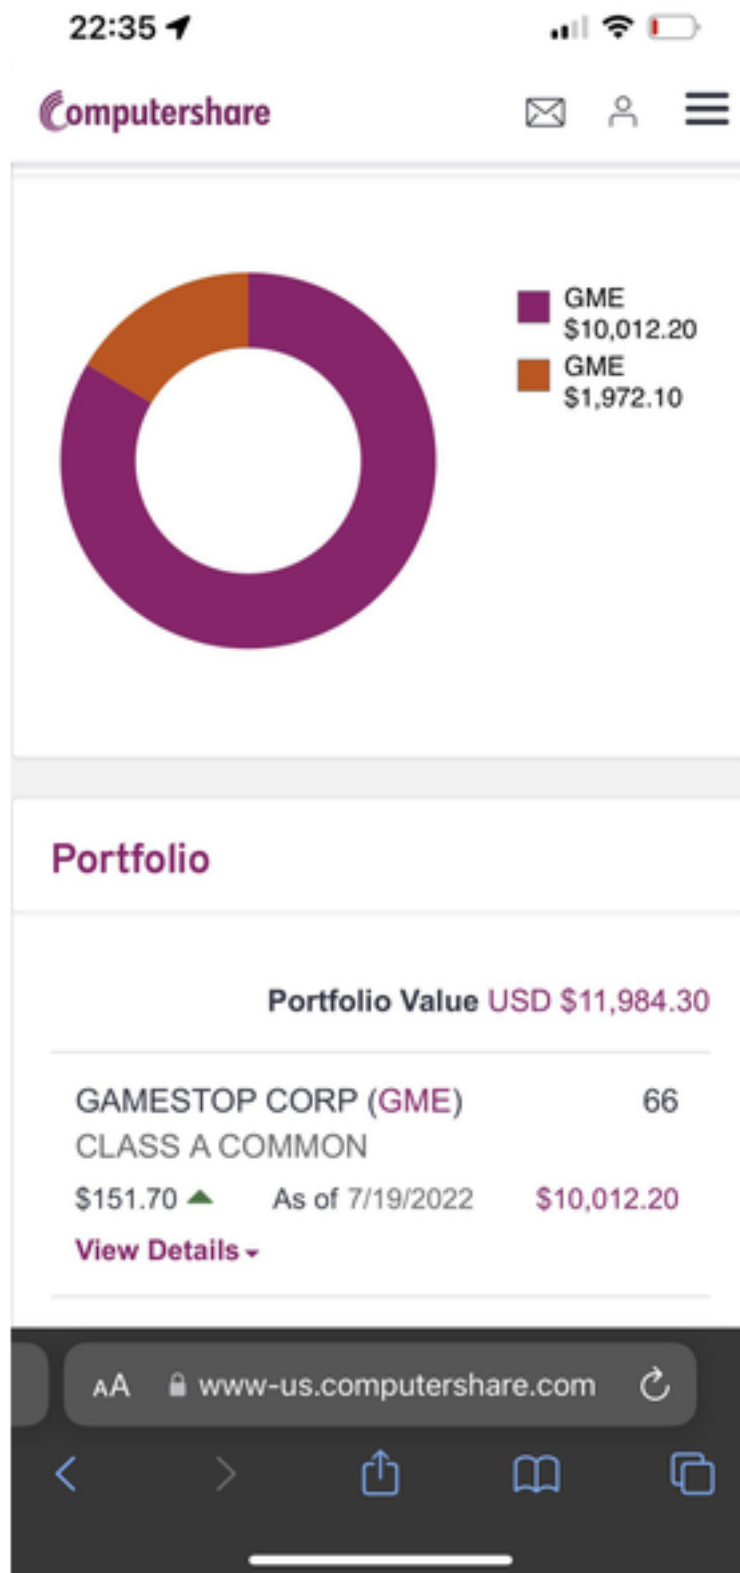 22:35
Computershare
GME
$10,012.20
GME
$1,972.10
Portfolio
Portfolio Value USD $11,984.30
GAMESTOP CORP (GME) 66
CLASS A COMMON
$151.70 As of 7/19/2022 $10,012.20
View Details
AA www-us.computershare.com